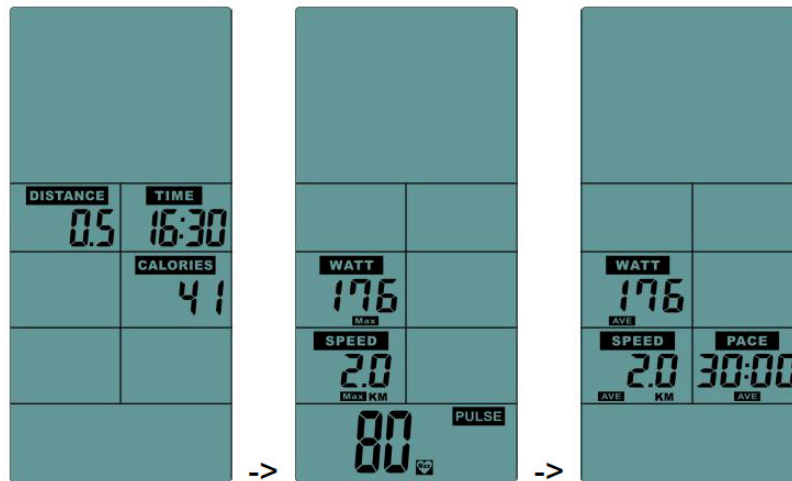 DISTANCE TIME
0.5 16:30
CALORIES
41
->
WATT
176
Max
SPEED
2.0
Max KM
PULSE
80
Max
->
WATT
176
AVE
SPEED PACE
2.0 30:00
AVE KM AVE